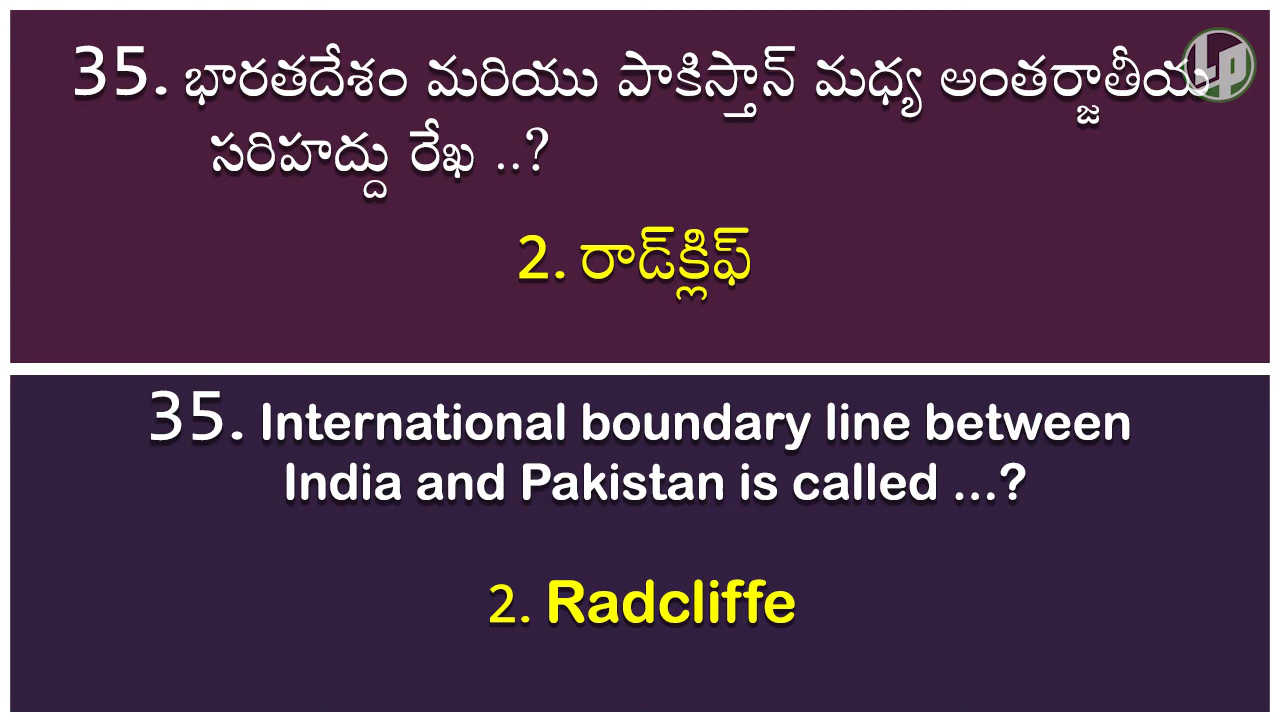 35. భారతదేశం మరియు పాకిస్తాన్ మధ్య అంతర్జాతీయ
సరిహద్దు రేఖ ..?
2. రాడ్‌క్లిఫ్
LP
35. International boundary line between
India and Pakistan is called ...?
2. Radcliffe